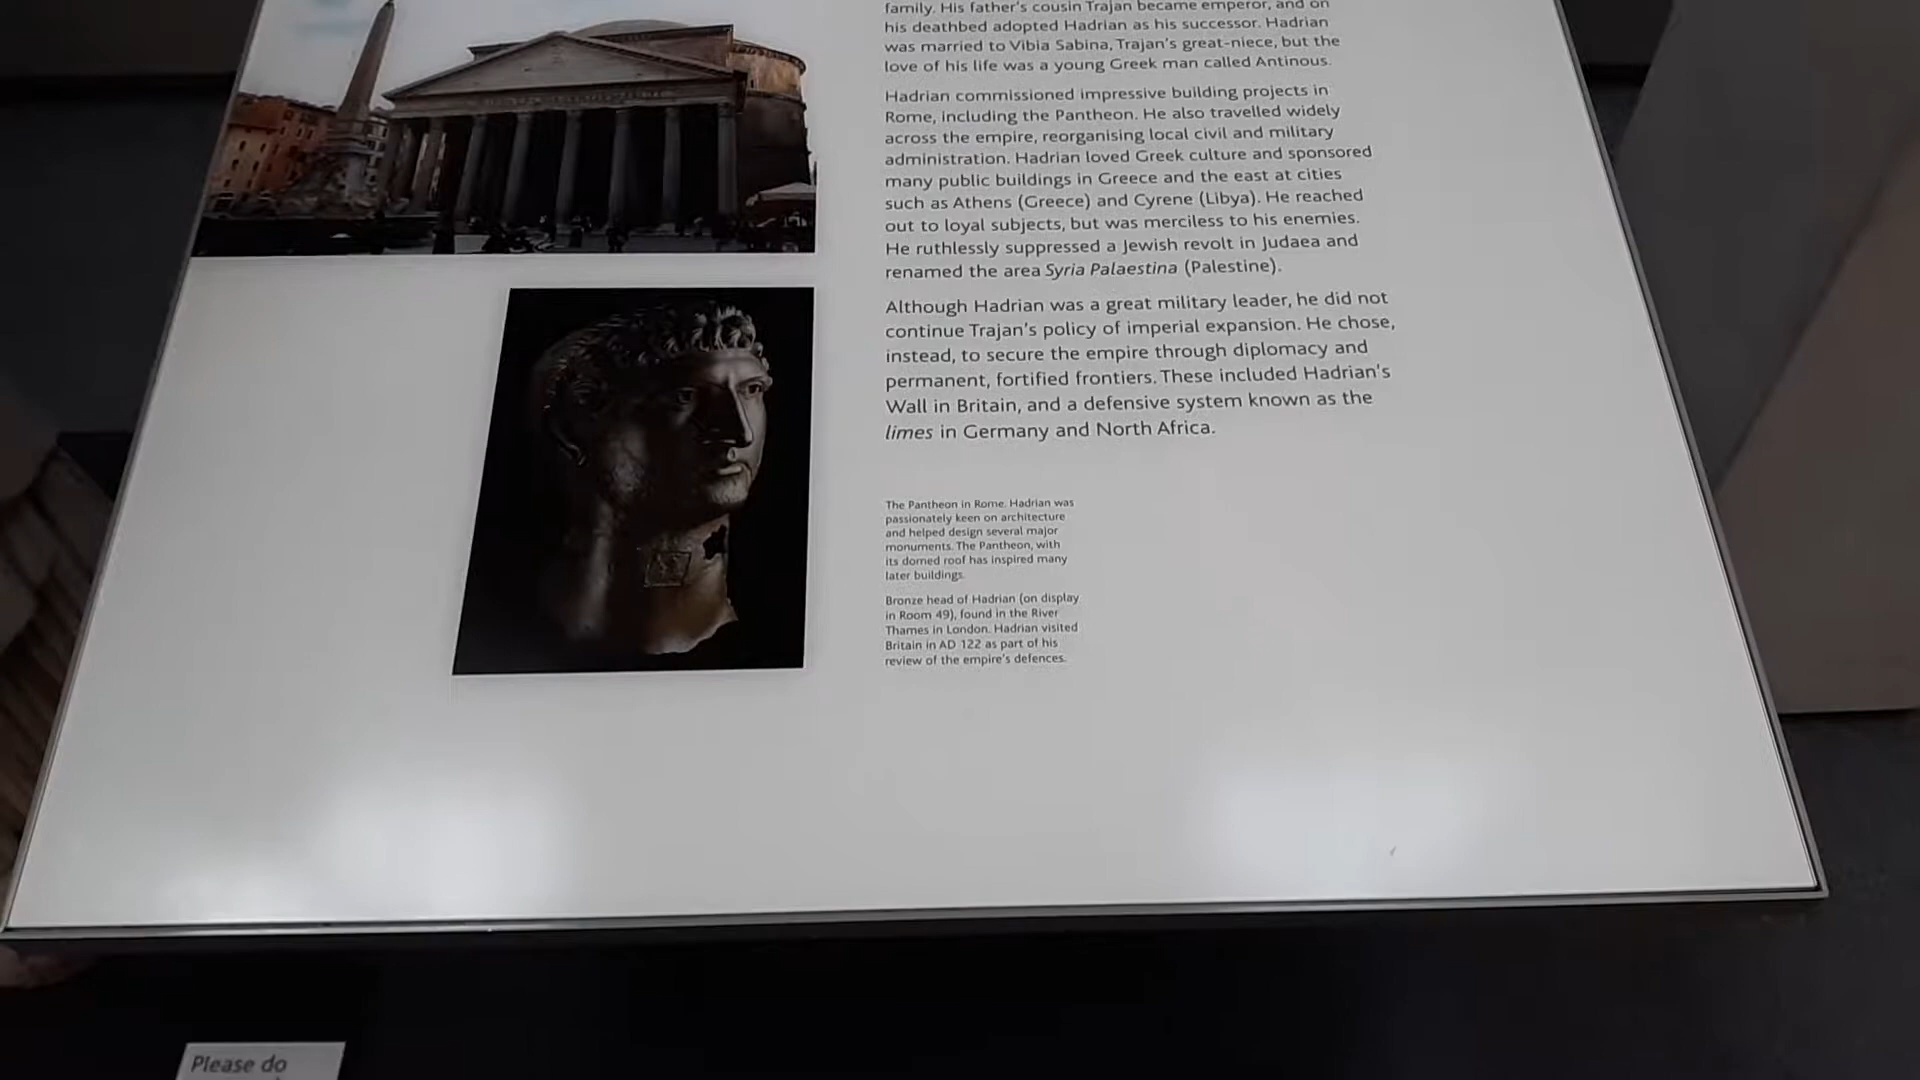 family. His father's cousin Trajan became emperor, and on
his deathbed adopted Hadrian as his successor. Hadrian
was married to Vibia Sabina, Trajan's great-niece, but the
love of his life was a young Greek man called Antinous.
Hadrian commissioned impressive building projects in
Rome, including the Pantheon. He also travelled widely
across the empire, reorganising local civil and military
administration. Hadrian loved Greek culture and sponsored
many public buildings in Greece and the east at cities
such as Athens (Greece) and Cyrene (Libya). He reached
out to loyal subjects, but was merciless to his enemies.
He ruthlessly suppressed a Jewish revolt in Judaea and
renamed the area Syria Palaestina (Palestine).
Although Hadrian was a great military leader, he did not
continue Trajan's policy of imperial expansion. He chose,
instead, to secure the empire through diplomacy and
permanent, fortified frontiers. These included Hadrian's
Wall in Britain, and a defensive system known as the
limes in Germany and North Africa.
The Pantheon in Rome. Hadrian was
passionately keen on architecture
and helped design several major
monuments. The Pantheon, with
its domed roof has inspired many
later buildings.
Bronze head of Hadrian (on display
in Room 49), found in the River
Thames in London. Hadrian visited
Britain in AD 122 as part of his
review of the empire's defences.
Please do